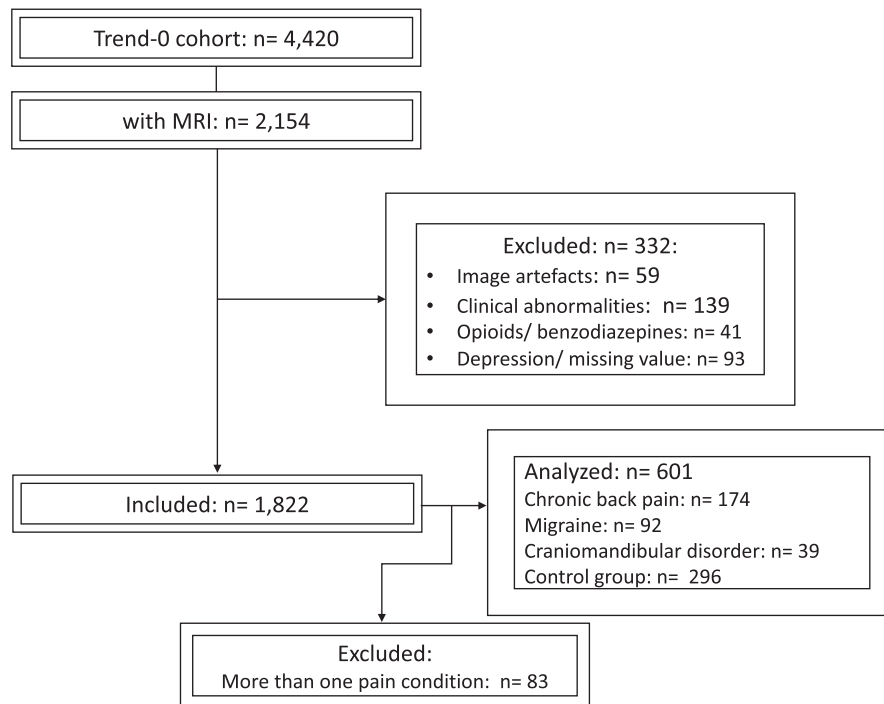 Trend-0 cohort: n= 4,420
with MRI: n= 2,154
Excluded: n= 332:
• Image artefacts: n= 59
• Clinical abnormalities: n= 139
• Opioids/ benzodiazepines: n= 41
• Depression/ missing value: n= 93
Included: n= 1,822
Analyzed: n= 601
Chronic back pain: n= 174
Migraine: n= 92
Craniomandibular disorder: n= 39
Control group: n= 296
Excluded:
More than one pain condition: n= 83